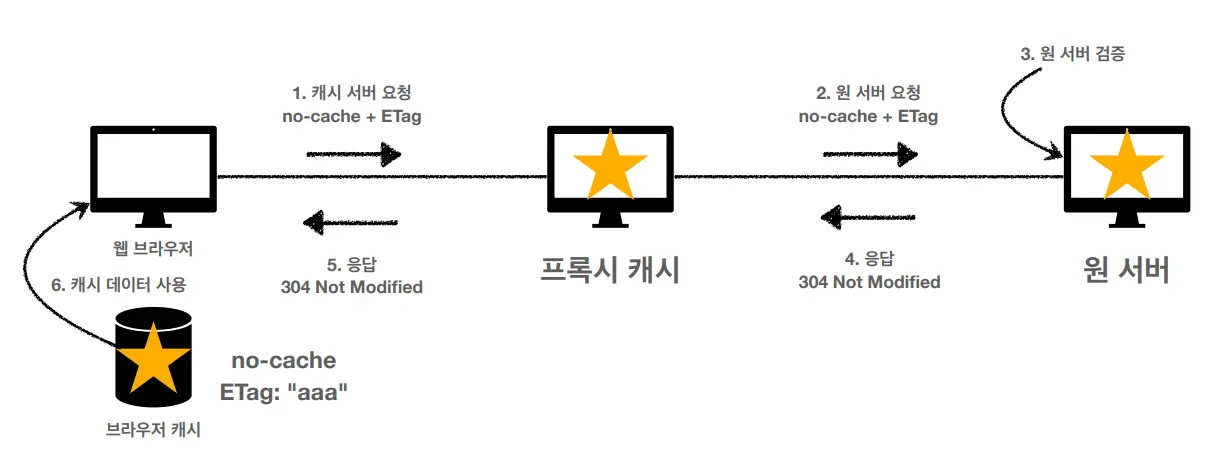 3. 원 서버 검증
1. 캐시 서버 요청
no-cache + ETag
2. 원 서버 요청
no-cache + ETag
웹 브라우저
5. 응답
304 Not Modified
프록시 캐시
4. 응답
304 Not Modified
원 서버
6. 캐시 데이터 사용
no-cache
ETag: "aaa"
브라우저 캐시